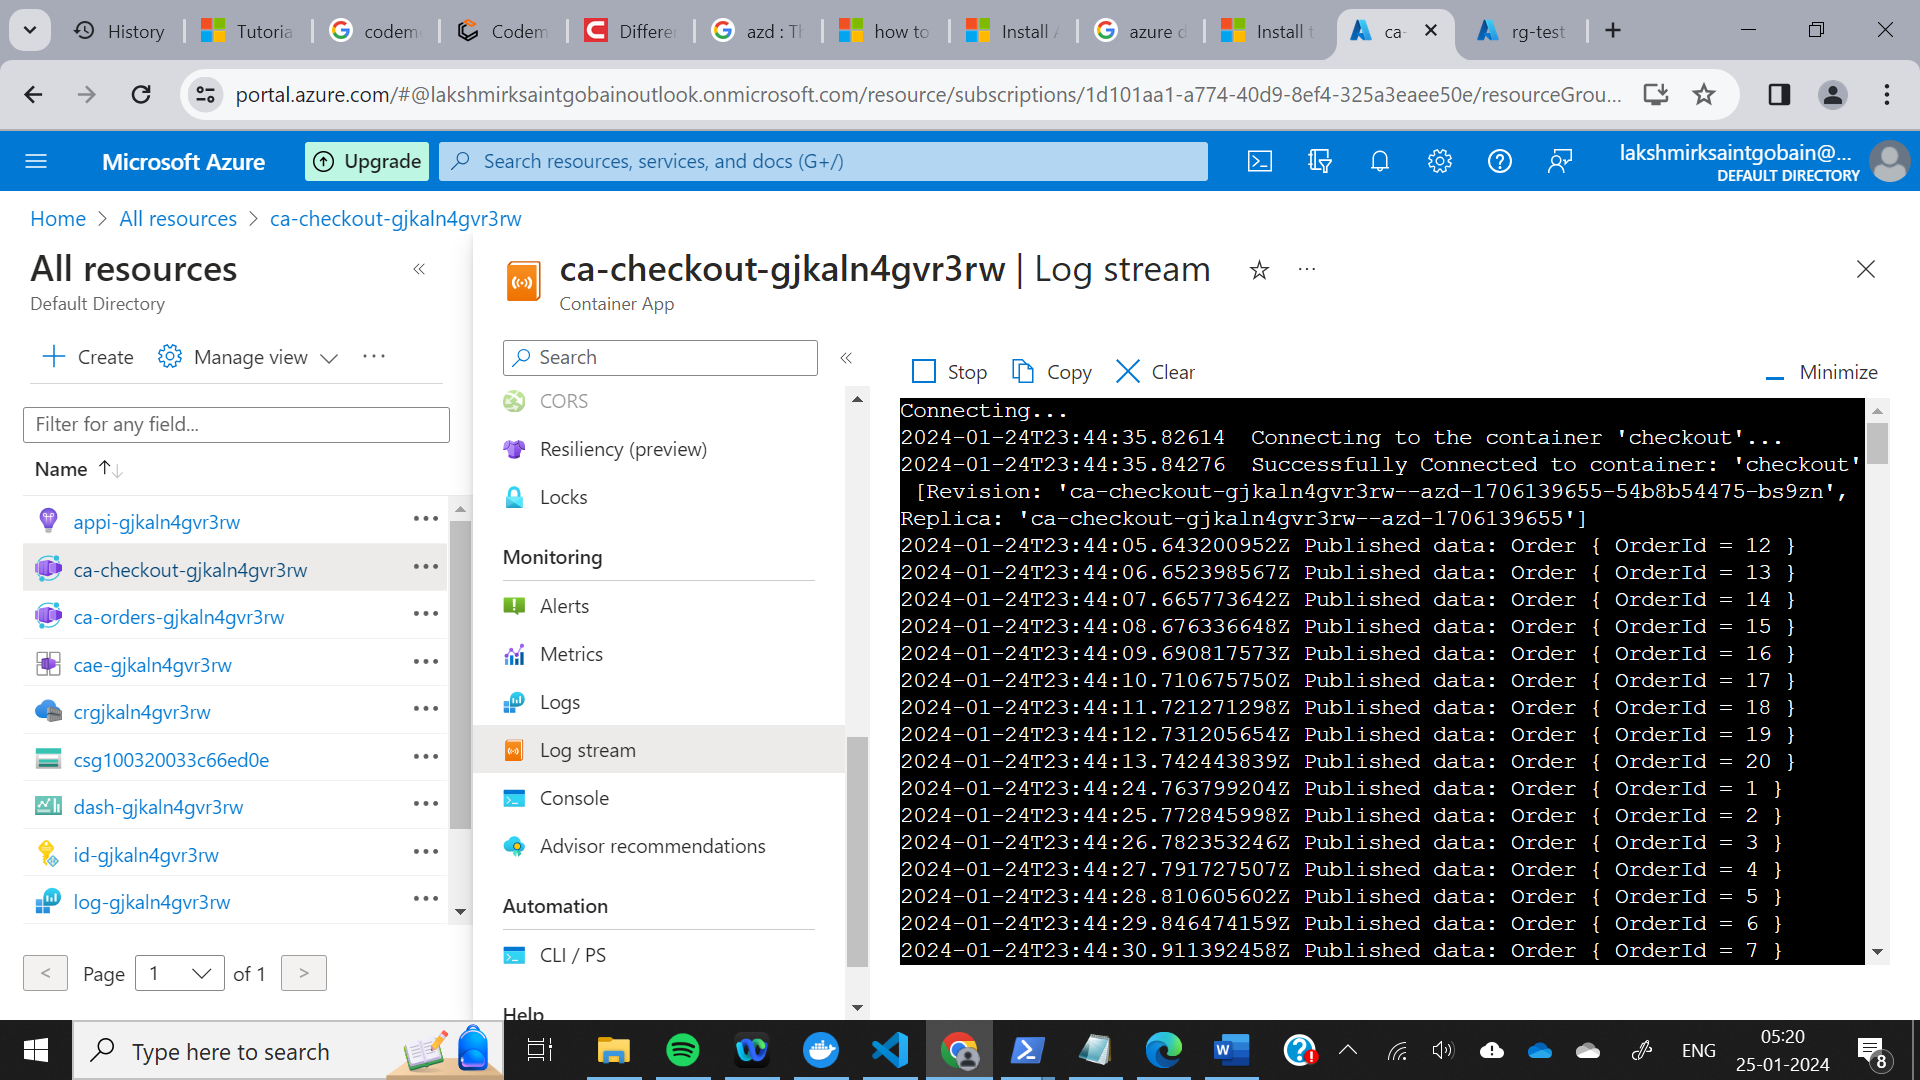 History
Tutoria
codem
Codem
Differen
azd : Th
how to
Install A
azure d
Install t
ca-
rg-test
portal.azure.com/#@lakshmirksaintgobainoutlook.onmicrosoft.com/resource/subscriptions/1d101aa1-a774-40d9-8ef4-325a3eaee50e/resourceGrou...
Microsoft Azure
Upgrade
Search resources, services, and docs (G+/)
lakshmirksaintgobain@...
DEFAULT DIRECTORY
Home > All resources > ca-checkout-gjkaln4gvr3rw
All resources
Default Directory
Create
Manage view
Filter for any field...
Name
appi-gjkaln4gvr3rw
ca-checkout-gjkaln4gvr3rw
ca-orders-gjkaln4gvr3rw
cae-gjkaln4gvr3rw
crgjkaln4gvr3rw
csg100320033c66ed0e
dash-gjkaln4gvr3rw
id-gjkaln4gvr3rw
log-gjkaln4gvr3rw
< Page 1 of 1 >
ca-checkout-gjkaln4gvr3rw | Log stream
Container App
Search
CORS
Resiliency (preview)
Locks
Monitoring
Alerts
Metrics
Logs
Log stream
Console
Advisor recommendations
Automation
CLI / PS
Help
Stop
Copy
Clear
Minimize
Connecting...
2024-01-24T23:44:35.82614 Connecting to the container 'checkout'...
2024-01-24T23:44:35.84276 Successfully Connected to container: 'checkout'
[Revision: 'ca-checkout-gjkaln4gvr3rw--azd-1706139655-54b8b54475-bs9zn',
Replica: 'ca-checkout-gjkaln4gvr3rw--azd-1706139655']
2024-01-24T23:44:05.643200952Z Published data: Order { OrderId = 12 }
2024-01-24T23:44:06.652398567Z Published data: Order { OrderId = 13 }
2024-01-24T23:44:07.665773642Z Published data: Order { OrderId = 14 }
2024-01-24T23:44:08.676336648Z Published data: Order { OrderId = 15 }
2024-01-24T23:44:09.690817573Z Published data: Order { OrderId = 16 }
2024-01-24T23:44:10.710675750Z Published data: Order { OrderId = 17 }
2024-01-24T23:44:11.721271298Z Published data: Order { OrderId = 18 }
2024-01-24T23:44:12.731205654Z Published data: Order { OrderId = 19 }
2024-01-24T23:44:13.742443839Z Published data: Order { OrderId = 20 }
2024-01-24T23:44:24.763799204Z Published data: Order { OrderId = 1 }
2024-01-24T23:44:25.772845998Z Published data: Order { OrderId = 2 }
2024-01-24T23:44:26.782353246Z Published data: Order { OrderId = 3 }
2024-01-24T23:44:27.791727507Z Published data: Order { OrderId = 4 }
2024-01-24T23:44:28.810605602Z Published data: Order { OrderId = 5 }
2024-01-24T23:44:29.846474159Z Published data: Order { OrderId = 6 }
2024-01-24T23:44:30.911392458Z Published data: Order { OrderId = 7 }
Type here to search
ENG
05:20
25-01-2024
8